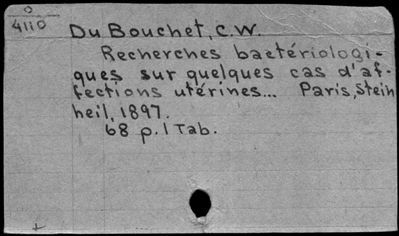 O
4110
Du Bouchet, C.W.
Recherches bactériologi-
ques sur quelques cas d'af-
fections utérines... Paris, Stein
heil, 1897.
68 p. 1 Tab.